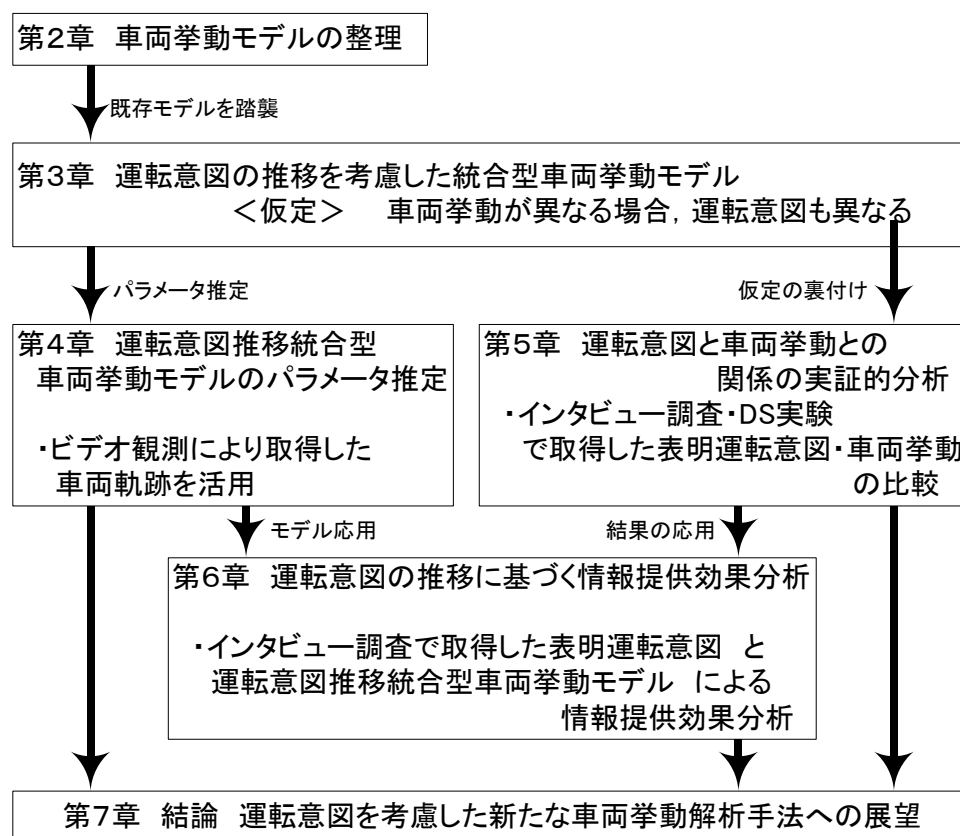 第2章　車両挙動モデルの整理
既存モデルを踏襲
第3章　運転意図の推移を考慮した統合型車両挙動モデル
＜仮定＞　車両挙動が異なる場合，運転意図も異なる
パラメータ推定
仮定の裏付け
第4章　運転意図推移統合型
車両挙動モデルのパラメータ推定
・ビデオ観測により取得した
車両軌跡を活用
第5章　運転意図と車両挙動との
関係の実証的分析
・インタビュー調査・DS実験
で取得した表明運転意図・車両挙動
の比較
モデル応用
結果の応用
第6章　運転意図の推移に基づく情報提供効果分析
・インタビュー調査で取得した表明運転意図　と
運転意図推移統合型車両挙動モデル　による
情報提供効果分析
第7章　結論　運転意図を考慮した新たな車両挙動解析手法への展望